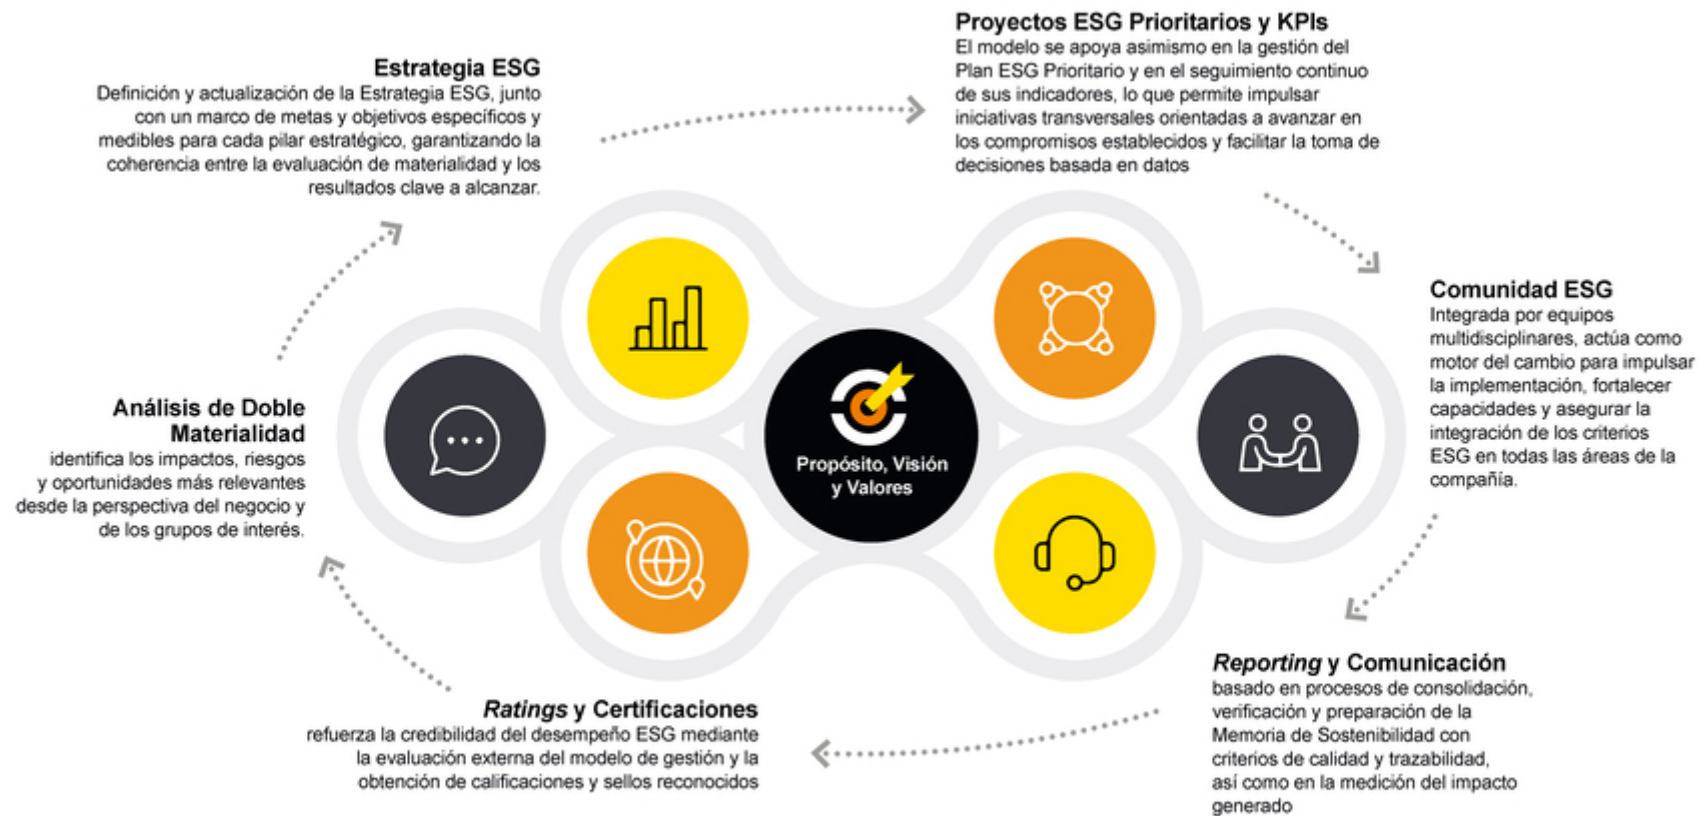 Estrategia ESG
Definición y actualización de la Estrategia ESG, junto
con un marco de metas y objetivos específicos y
medibles para cada pilar estratégico, garantizando la
coherencia entre la evaluación de materialidad y los
resultados clave a alcanzar.
Proyectos ESG Prioritarios y KPIs
El modelo se apoya asimismo en la gestión del
Plan ESG Prioritario y en el seguimiento continuo
de sus indicadores, lo que permite impulsar
iniciativas transversales orientadas a avanzar en
los compromisos establecidos y facilitar la toma de
decisiones basada en datos
Comunidad ESG
Integrada por equipos
multidisciplinares, actúa como
motor del cambio para impulsar
la implementación, fortalecer
capacidades y asegurar la
integración de los criterios
ESG en todas las áreas de la
compañía.
Reporting y Comunicación
basado en procesos de consolidación,
verificación y preparación de la
Memoria de Sostenibilidad con
criterios de calidad y trazabilidad,
así como en la medición del impacto
generado
Ratings y Certificaciones
refuerza la credibilidad del desempeño ESG mediante
la evaluación externa del modelo de gestión y la
obtención de calificaciones y sellos reconocidos
Análisis de Doble
Materialidad
identifica los impactos, riesgos
y oportunidades más relevantes
desde la perspectiva del negocio y
de los grupos de interés.
Propósito, Visión
y Valores